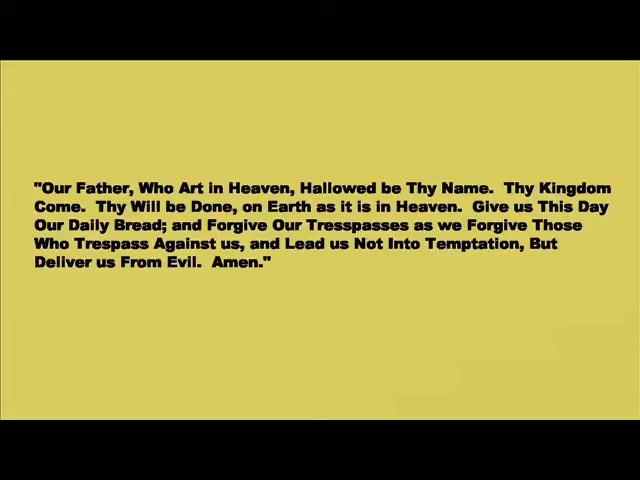 "Our Father, Who Art in Heaven, Hallowed be Thy Name.  Thy Kingdom
Come.  Thy Will be Done, on Earth as it is in Heaven.  Give us This Day
Our Daily Bread; and Forgive Our Tresspasses as we Forgive Those
Who Trespass Against us, and Lead us Not Into Temptation, But
Deliver us From Evil.  Amen."